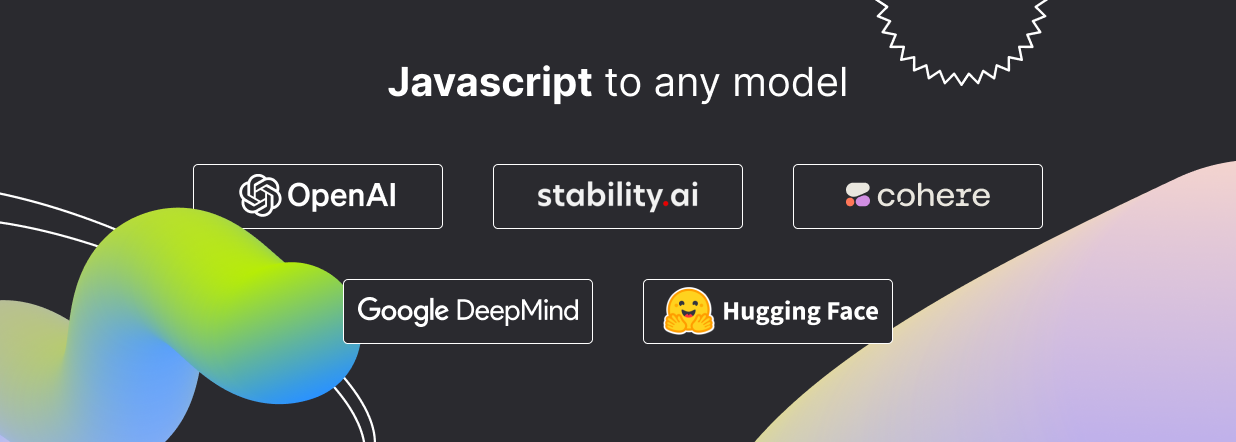 Javascript to any model
OpenAI
stability.ai
cohere
Google DeepMind
Hugging Face